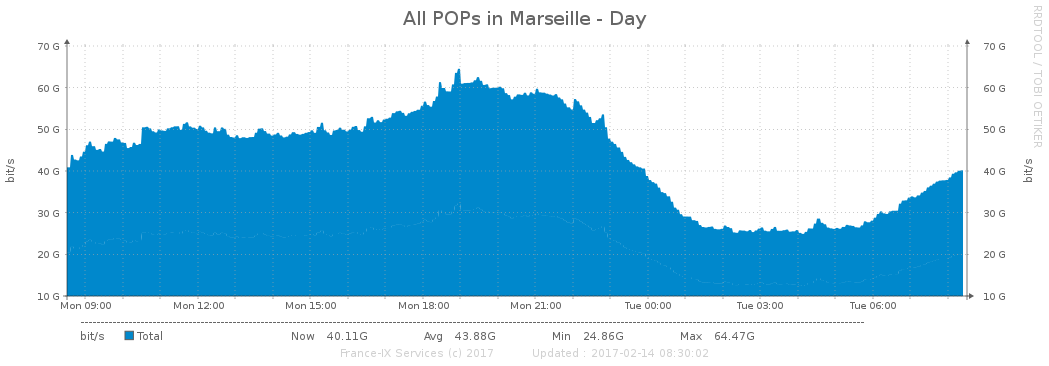 All POPs in Marseille - Day
RRDTOOL / TOBI OETIKER
70 G 70 G
60 G 60 G
50 G 50 G
40 G 40 G
30 G 30 G
20 G 20 G
10 G 10 G
bit/s
bit/s
Mon 09:00 Mon 12:00 Mon 15:00 Mon 18:00 Mon 21:00 Tue 00:00 Tue 03:00 Tue 06:00
bit/s Total Now 40.11G Avg 43.88G Min 24.86G Max 64.47G
France-IX Services (c) 2017 Updated : 2017-02-14 08:30:02